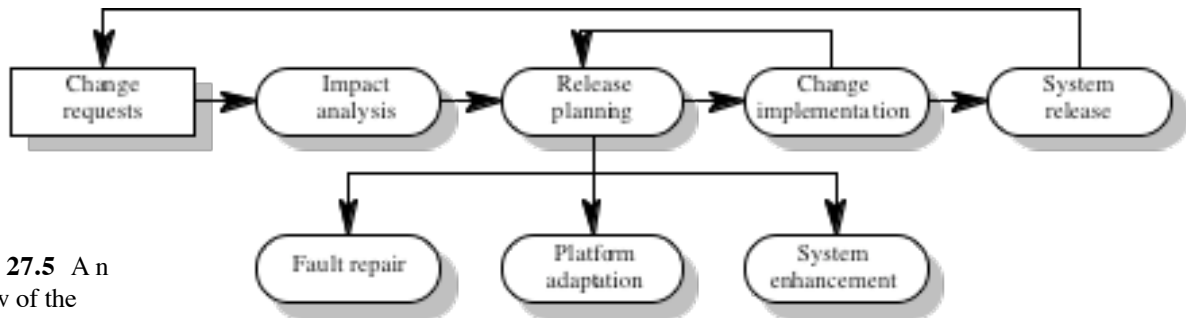 Change
requests
Impact
analysis
Release
planning
Change
implementation
System
release
Fault repair
Platform
adaptation
System
enhancement
27.5 A n
of the